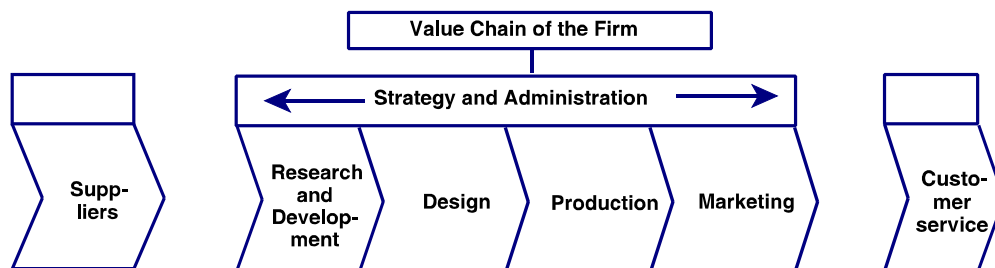 Value Chain of the Firm
Strategy and Administration
Supp-
liers
Research
and
Develop-
ment
Design
Production
Marketing
Custo-
mer
service